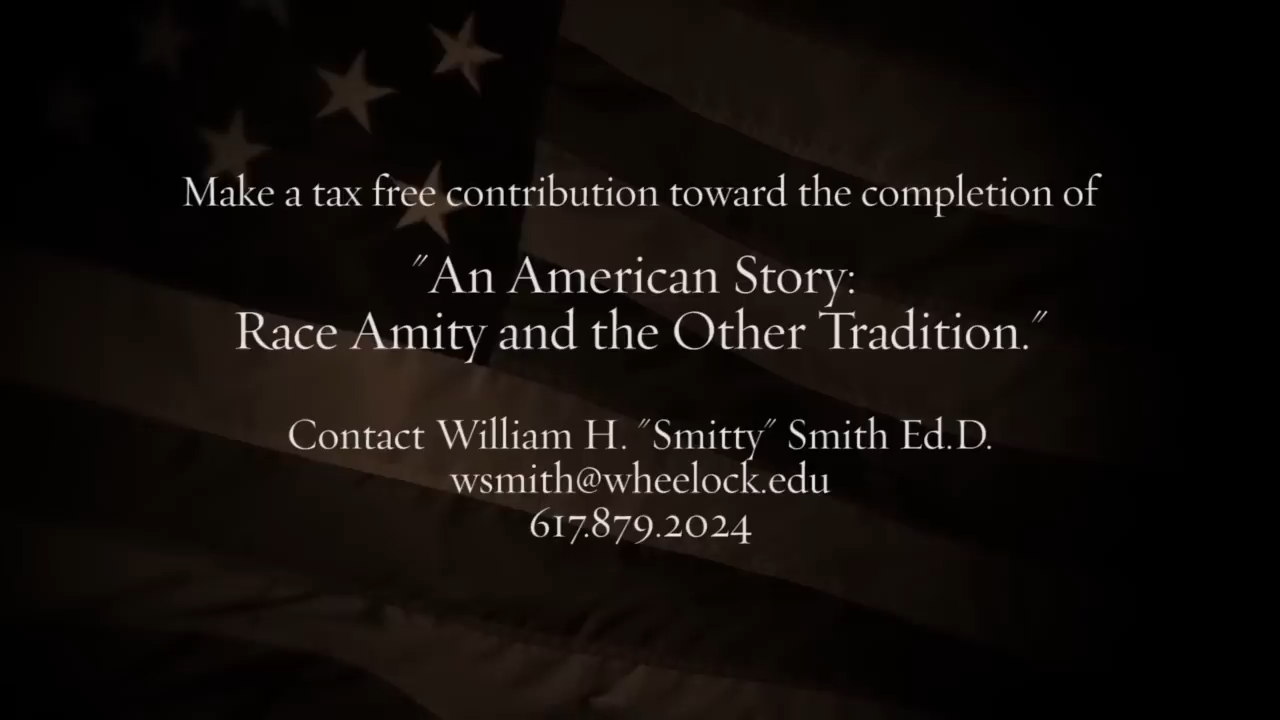 Make a tax free contribution toward the completion of
"An American Story:
Race Amity and the Other Tradition."
Contact William H. "Smitty" Smith Ed.D.
wsmith@wheelock.edu
617.879.2024